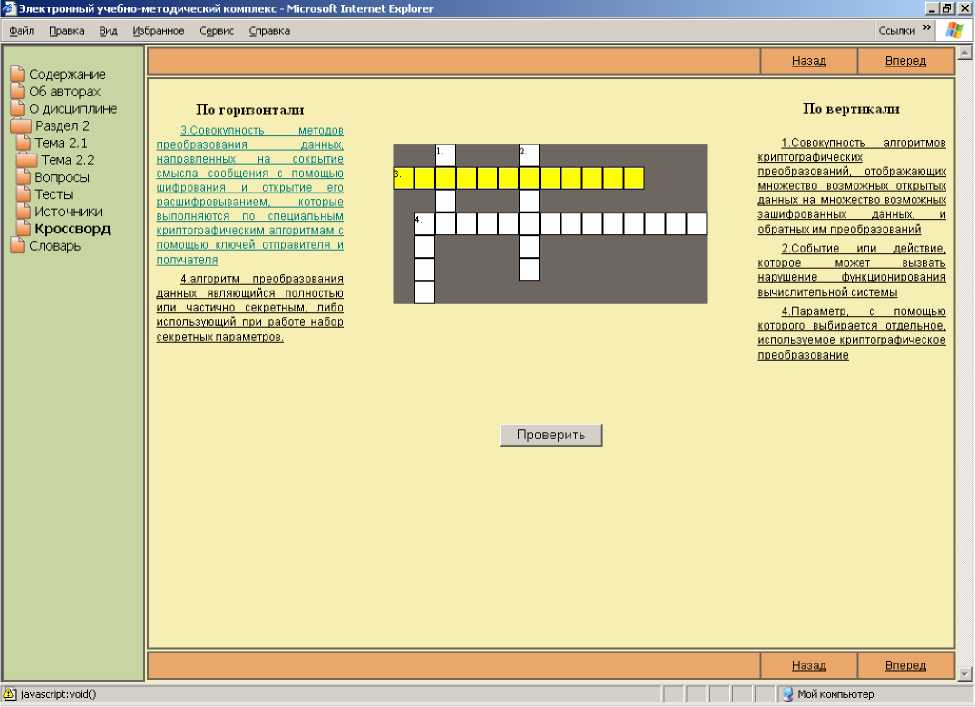 Электронный учебно-методический комплекс - Microsoft Internet Explorer
Файл Правка Вид Избранное Сервис Справка Ссылки »
Назад Вперед
Содержание
Об авторах
О дисциплине
Раздел 2
Тема 2.1
Тема 2.2
Вопросы
Тесты
Источники
Кроссворд
Словарь
По горизонтали
3.Совокупность методов
преобразования данных,
направленных на сокрытие
смысла сообщения с помощью
шифрования и открытие его
расшифровыванием, которые
выполняются по специальным
криптографическим алгоритмам с
помощью ключей отправителя и
получателя
4.алгоритм преобразования
данных являющийся полностью
или частично секретным, либо
использующий при работе набор
секретных параметров.
1. 2.
3.
4.
Проверить
По вертикали
1.Совокупность алгоритмов
криптографических
преобразований, отображающих
множество возможных открытых
данных на множество возможных
зашифрованных данных, и
обратных им преобразований
2.Событие или действие,
которое может вызвать
нарушение функционирования
вычислительной системы
4.Параметр, с помощью
которого выбирается отдельное,
используемое криптографическое
преобразование
Назад Вперед
javascript:void() Мой компьютер